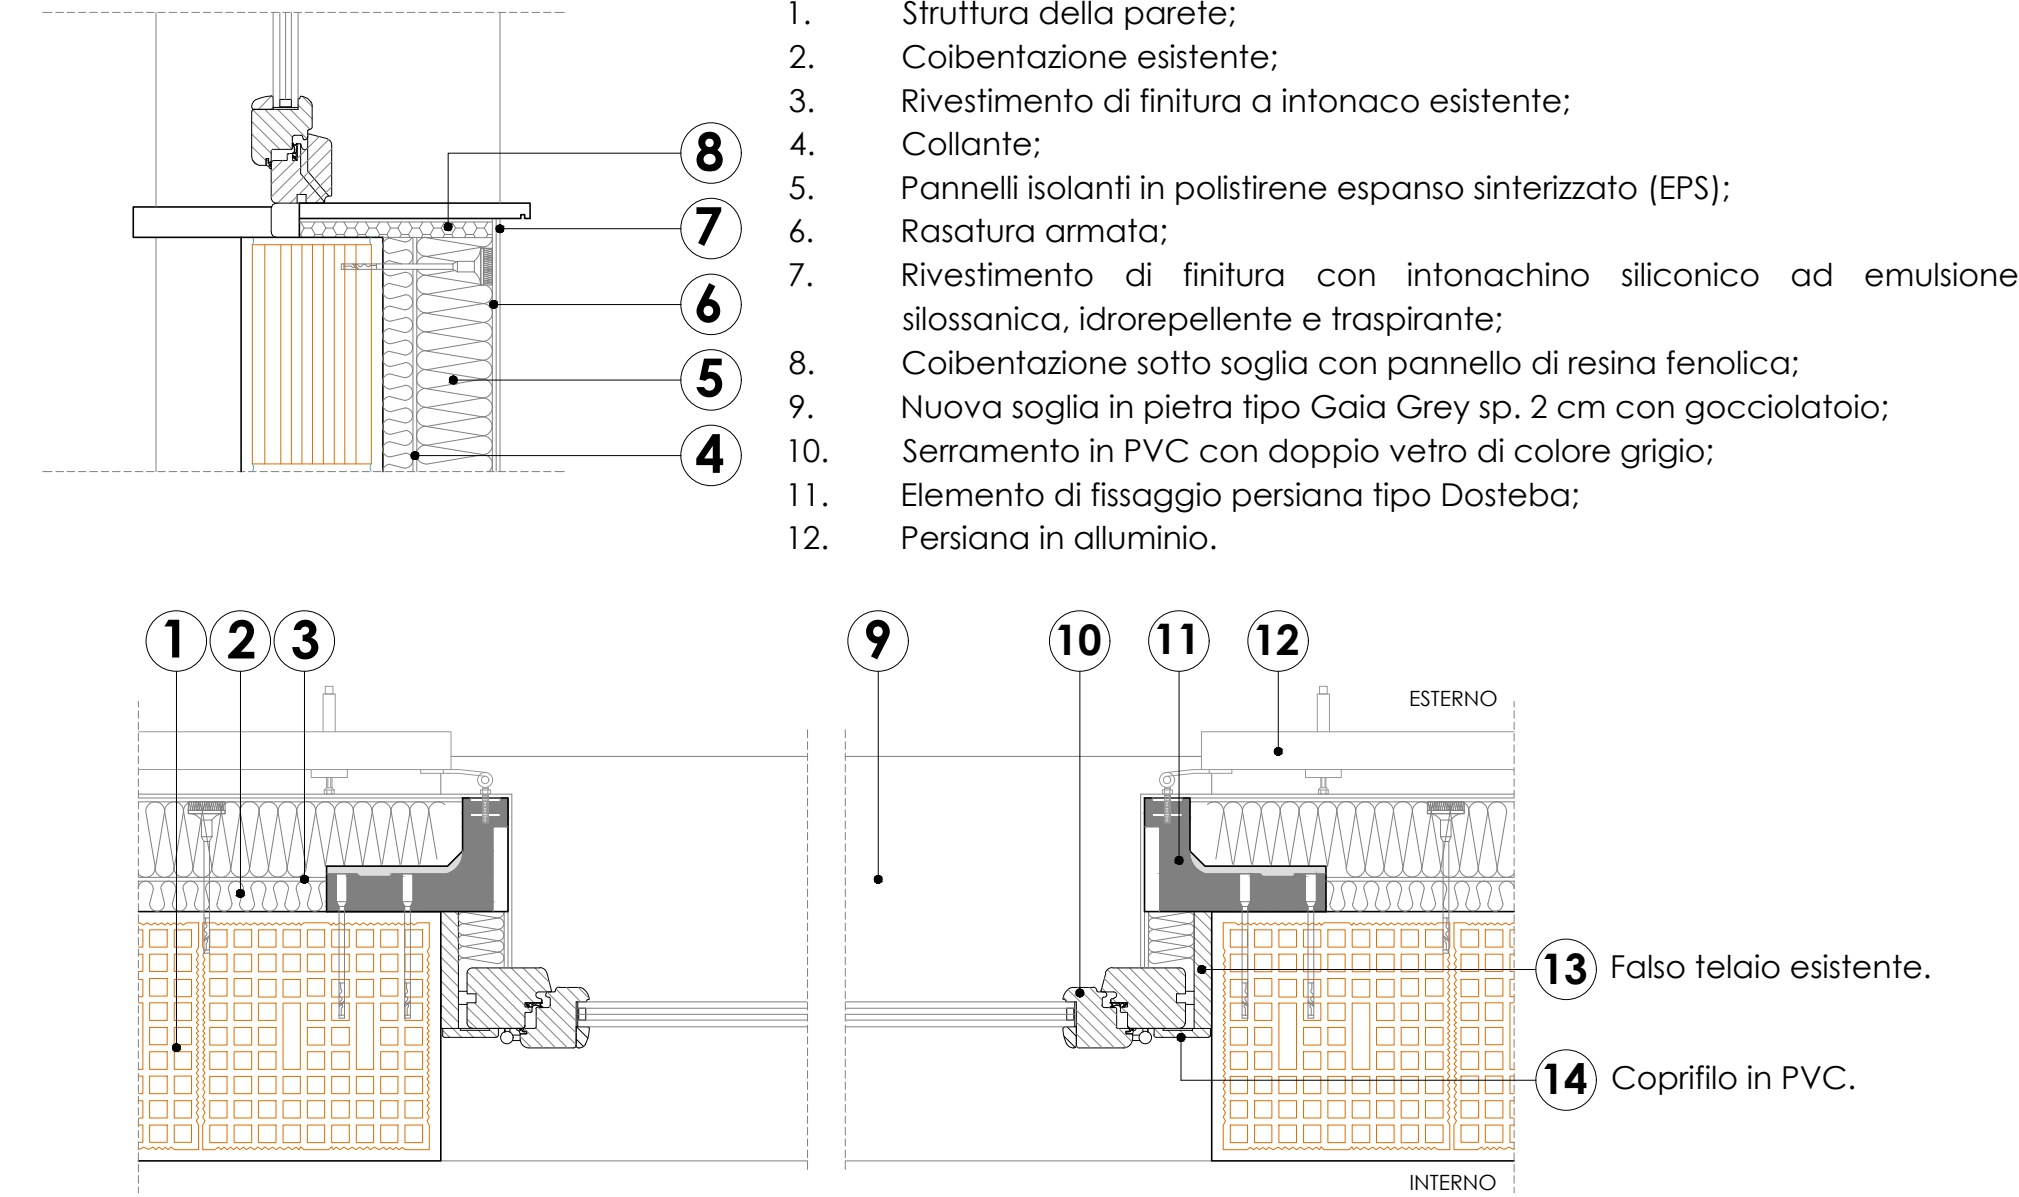 1. Struttura della parete;
2. Coibentazione esistente;
3. Rivestimento di finitura a intonaco esistente;
4. Collante;
5. Pannelli isolanti in polistirene espanso sinterizzato (EPS);
6. Rasatura armata;
7. Rivestimento di finitura con intonachino siliconico ad emulsione
silossanica, idrorepellente e traspirante;
8. Coibentazione sotto soglia con pannello di resina fenolica;
9. Nuova soglia in pietra tipo Gaia Grey sp. 2 cm con gocciolatoio;
10. Serramento in PVC con doppio vetro di colore grigio;
11. Elemento di fissaggio persiana tipo Dosteba;
12. Persiana in alluminio.
8
7
6
5
4
1 2 3 9 10 11 12
ESTERNO
13 Falso telaio esistente.
14 Coprifilo in PVC.
INTERNO